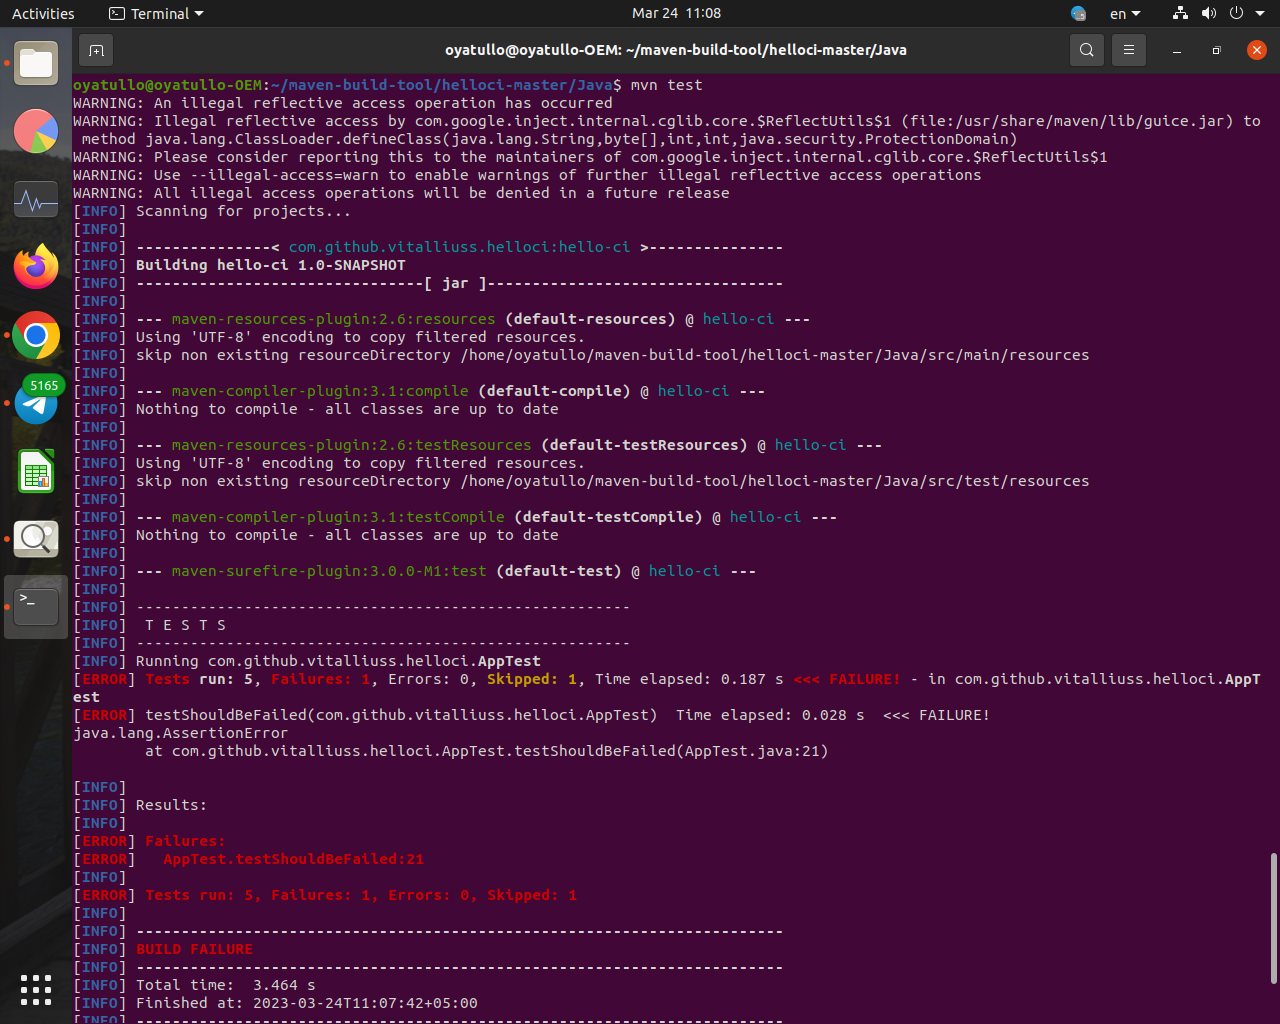 Activities Terminal Mar 24 11:08 en
oyatullo@oyatullo-OEM: ~/maven-build-tool/helloci-master/Java
oyatullo@oyatullo-OEM:~/maven-build-tool/helloci-master/Java$ mvn test
WARNING: An illegal reflective access operation has occurred
WARNING: Illegal reflective access by com.google.inject.internal.cglib.core.$ReflectUtils$1 (file:/usr/share/maven/lib/guice.jar) to
method java.lang.ClassLoader.defineClass(java.lang.String,byte[],int,int,java.security.ProtectionDomain)
WARNING: Please consider reporting this to the maintainers of com.google.inject.internal.cglib.core.$ReflectUtils$1
WARNING: Use --illegal-access=warn to enable warnings of further illegal reflective access operations
WARNING: All illegal access operations will be denied in a future release
[INFO] Scanning for projects...
[INFO]
[INFO] ---------------< com.github.vitalliuss.helloci:hello-ci >---------------
[INFO] Building hello-ci 1.0-SNAPSHOT
[INFO] --------------------------------[ jar ]---------------------------------
[INFO]
[INFO] --- maven-resources-plugin:2.6:resources (default-resources) @ hello-ci ---
[INFO] Using 'UTF-8' encoding to copy filtered resources.
[INFO] skip non existing resourceDirectory /home/oyatullo/maven-build-tool/helloci-master/Java/src/main/resources
[INFO]
[INFO] --- maven-compiler-plugin:3.1:compile (default-compile) @ hello-ci ---
[INFO] Nothing to compile - all classes are up to date
[INFO]
[INFO] --- maven-resources-plugin:2.6:testResources (default-testResources) @ hello-ci ---
[INFO] Using 'UTF-8' encoding to copy filtered resources.
[INFO] skip non existing resourceDirectory /home/oyatullo/maven-build-tool/helloci-master/Java/src/test/resources
[INFO]
[INFO] --- maven-compiler-plugin:3.1:testCompile (default-testCompile) @ hello-ci ---
[INFO] Nothing to compile - all classes are up to date
[INFO]
[INFO] --- maven-surefire-plugin:3.0.0-M1:test (default-test) @ hello-ci ---
[INFO]
[INFO] -------------------------------------------------------
[INFO]  T E S T S
[INFO] -------------------------------------------------------
[INFO] Running com.github.vitalliuss.helloci.AppTest
[ERROR] Tests run: 5, Failures: 1, Errors: 0, Skipped: 1, Time elapsed: 0.187 s <<< FAILURE! - in com.github.vitalliuss.helloci.AppT
est
[ERROR] testShouldBeFailed(com.github.vitalliuss.helloci.AppTest)  Time elapsed: 0.028 s  <<< FAILURE!
java.lang.AssertionError
at com.github.vitalliuss.helloci.AppTest.testShouldBeFailed(AppTest.java:21)
[INFO]
[INFO] Results:
[INFO]
[ERROR] Failures:
[ERROR]   AppTest.testShouldBeFailed:21
[INFO]
[ERROR] Tests run: 5, Failures: 1, Errors: 0, Skipped: 1
[INFO]
[INFO] ------------------------------------------------------------------------
[INFO] BUILD FAILURE
[INFO] ------------------------------------------------------------------------
[INFO] Total time:  3.464 s
[INFO] Finished at: 2023-03-24T11:07:42+05:00
[INFO] ------------------------------------------------------------------------
5165